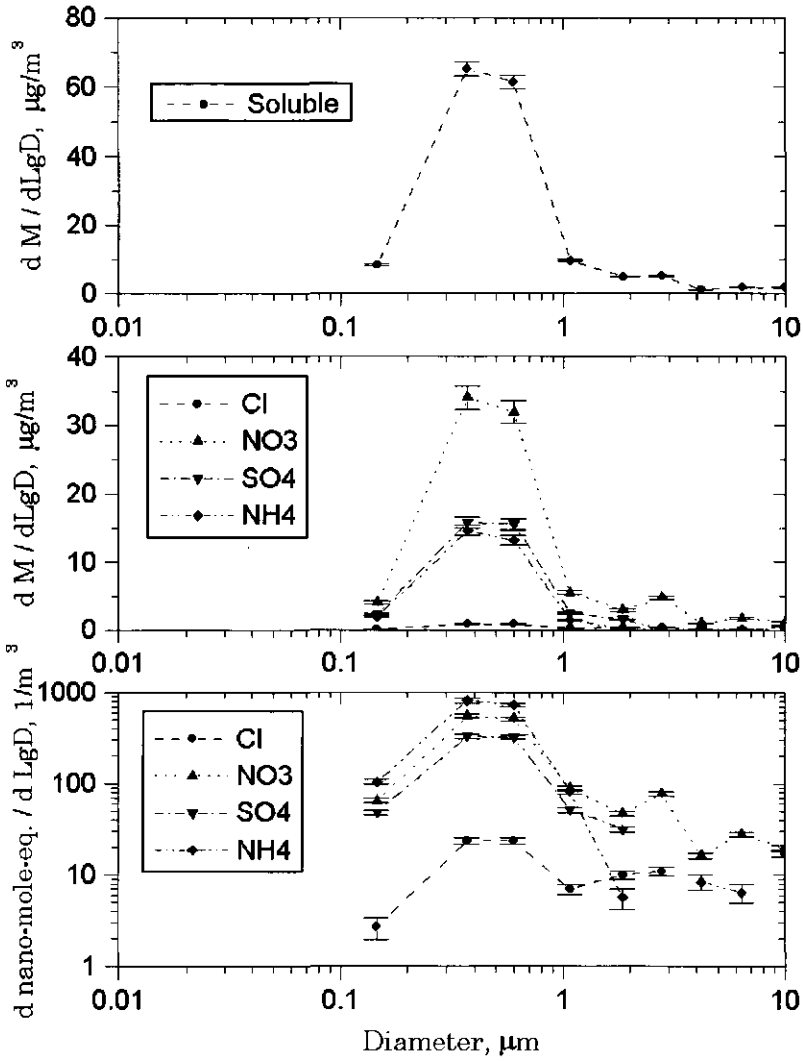 80
60
40
20
0
d M / dLgD, µg/m³
Soluble
0.01 0.1 1 10
40
30
20
10
0
d M / dLgD, µg/m³
Cl
NO3
SO4
NH4
0.01 0.1 1 10
1000
100
10
1
d nano-mole-eq. / d LgD, 1/m³
Cl
NO3
SO4
NH4
0.01 0.1 1 10
Diameter, µm